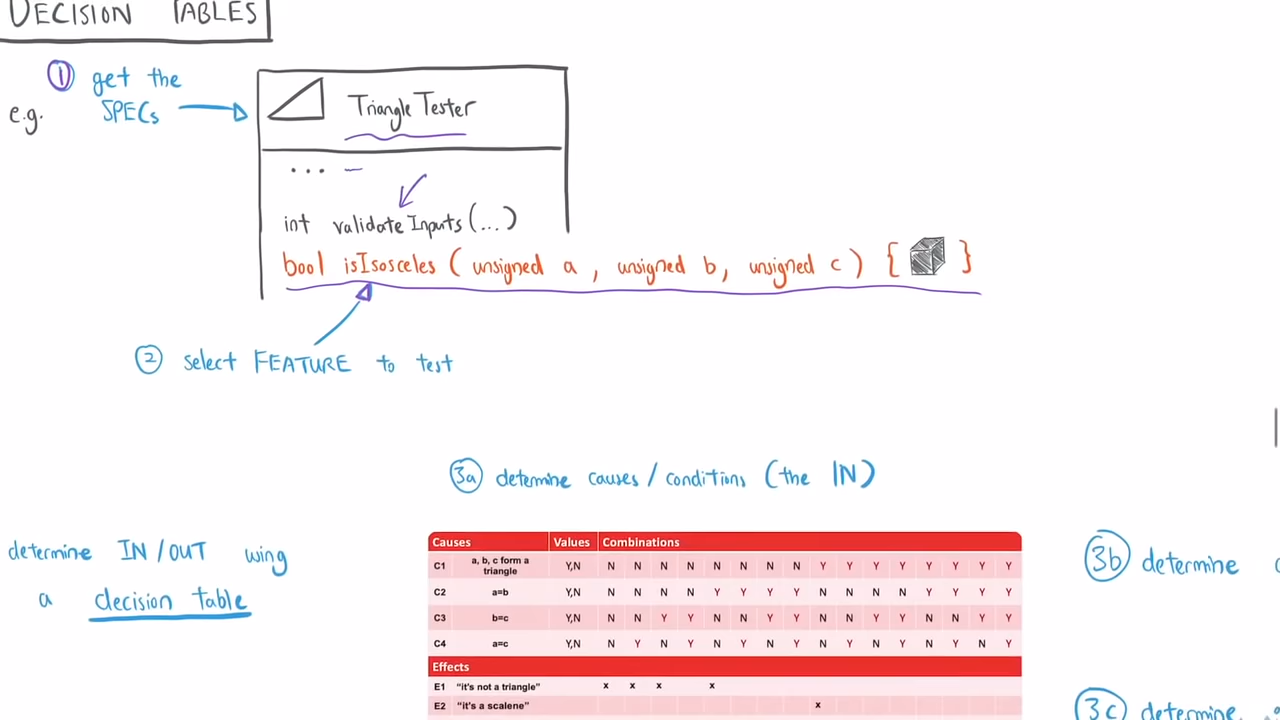 DECISION TABLES
① get the
e.g. SPECs
Triangle Tester
... –
int validateInputs(...)
bool isIsosceles ( unsigned a , unsigned b, unsigned c ) { }
② select FEATURE to test
3a determine causes / conditions (the IN)
determine IN/OUT using
a decision table
Causes Values Combinations
C1 a, b, c form a triangle Y,N N N N N N N N N Y Y Y Y Y Y Y Y
C2 a=b Y,N N N N N Y Y Y Y N N N N Y Y Y Y
C3 b=c Y,N N N Y Y N N Y Y N N Y Y N N Y Y
C4 a=c Y,N N Y N Y N Y N Y N Y N Y N Y N Y
Effects
E1 "it's not a triangle" x x x x
E2 "it's a scalene" x
3b determine
3c determine